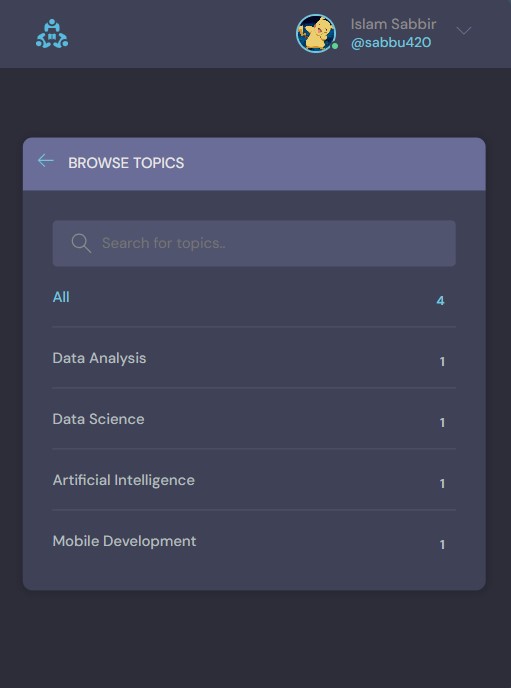 Islam Sabbir
@sabbu420
BROWSE TOPICS
Search for topics..
All 4
Data Analysis 1
Data Science 1
Artificial Intelligence 1
Mobile Development 1